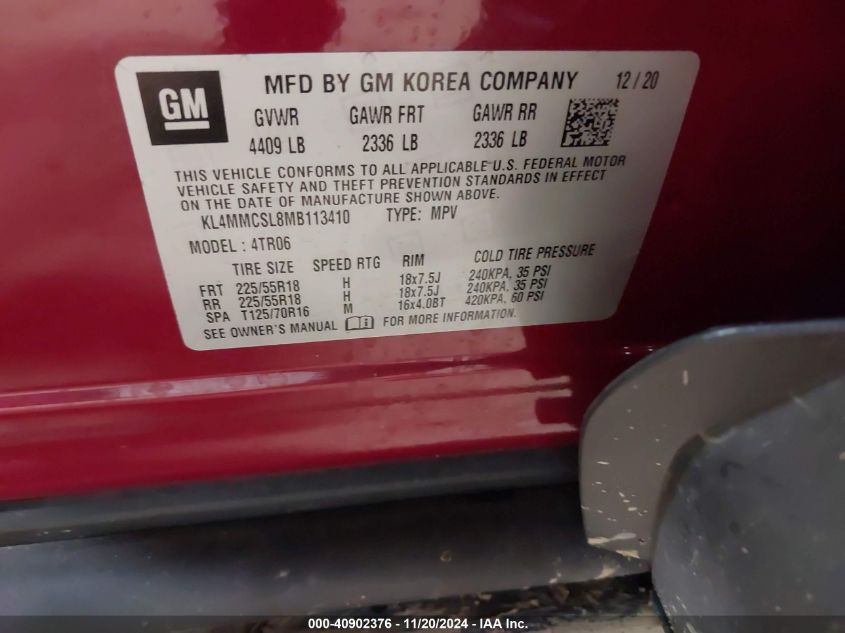 GM
MFD BY GM KOREA COMPANY 12/20
GVWR GAWR FRT GAWR RR
4409 LB 2336 LB 2336 LB
THIS VEHICLE CONFORMS TO ALL APPLICABLE U.S. FEDERAL MOTOR
VEHICLE SAFETY AND THEFT PREVENTION STANDARDS IN EFFECT
ON THE DATE OF MANUFACTURE SHOWN ABOVE
KL4MMCSL8MB113410 TYPE: MPV
MODEL: 4TR06
TIRE SIZE SPEED RTG RIM COLD TIRE PRESSURE
FRT 225/55R18 H 18x7.5J 240KPA, 35 PSI
RR 225/55R18 H 18x7.5J 240KPA, 35 PSI
SPA T125/70R16 M 16x4.0BT 420KPA, 60 PSI
SEE OWNER'S MANUAL FOR MORE INFORMATION.
000-40902376 - 11/20/2024 - IAAI.com